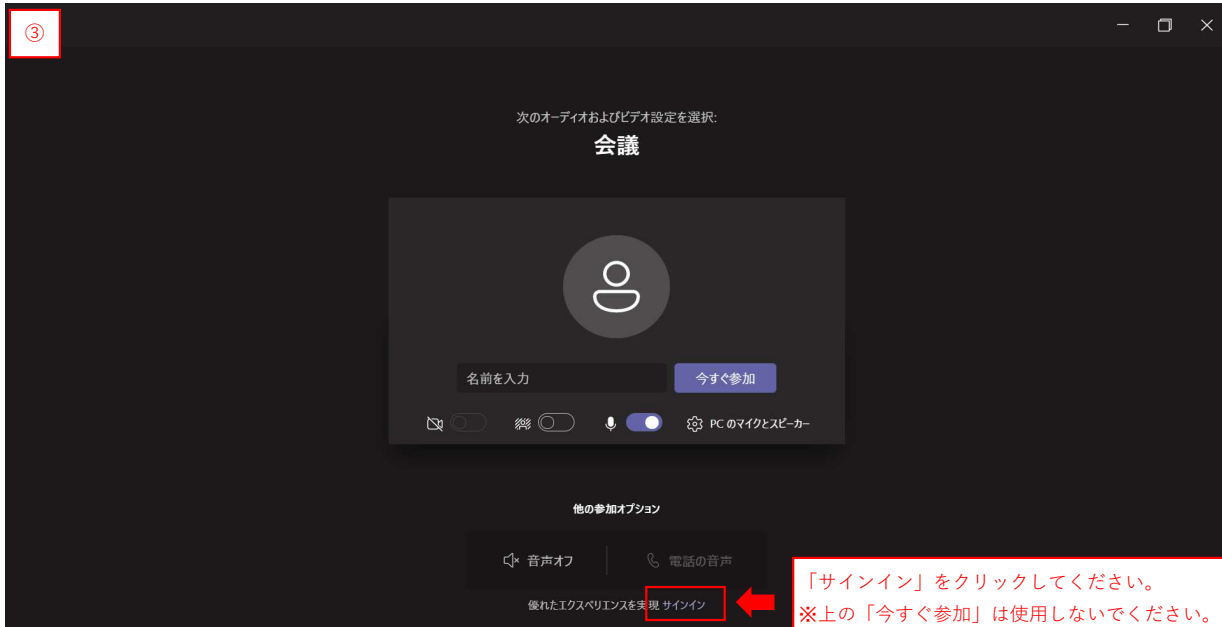 ③
次のオーディオおよびビデオ設定を選択:
会議
名前を入力
今すぐ参加
PC のマイクとスピーカー
他の参加オプション
音声オフ
電話の音声
優れたエクスペリエンスを実現 サインイン
「サインイン」をクリックしてください。
※上の「今すぐ参加」は使用しないでください。